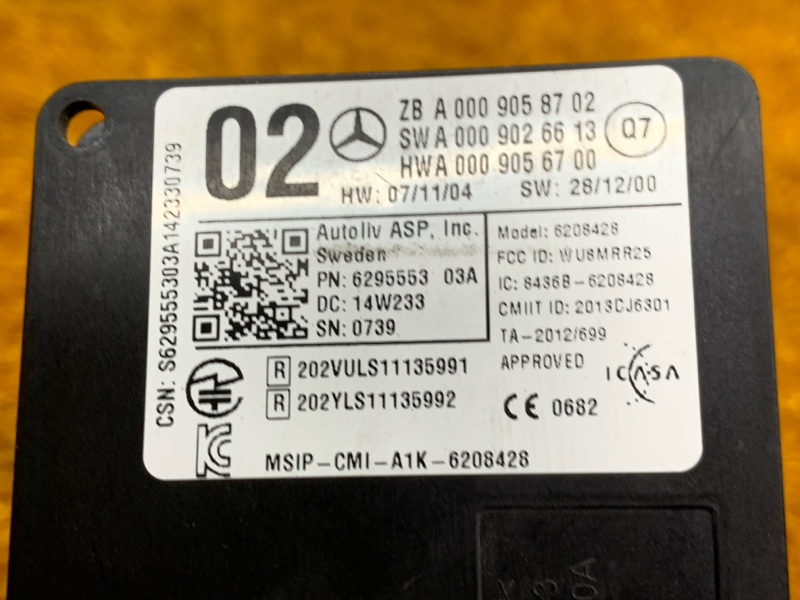 02
ZB A 000 905 87 02
SW A 000 902 66 13
HW A 000 905 67 00
Q7
HW: 07/11/04
SW: 28/12/00
CSN: S629555303A142330739
Autoliv ASP, Inc.
Sweden
PN: 6295553 03A
DC: 14W233
SN: 0739
Model: 6208428
FCC ID: WU8MRR25
IC: 8436B-6208428
CMIIT ID: 2013CJ6301
TA-2012/699
APPROVED
ICASA
R 202VULS11135991
R 202YLS11135992
CE 0682
MSIP-CMI-A1K-6208428